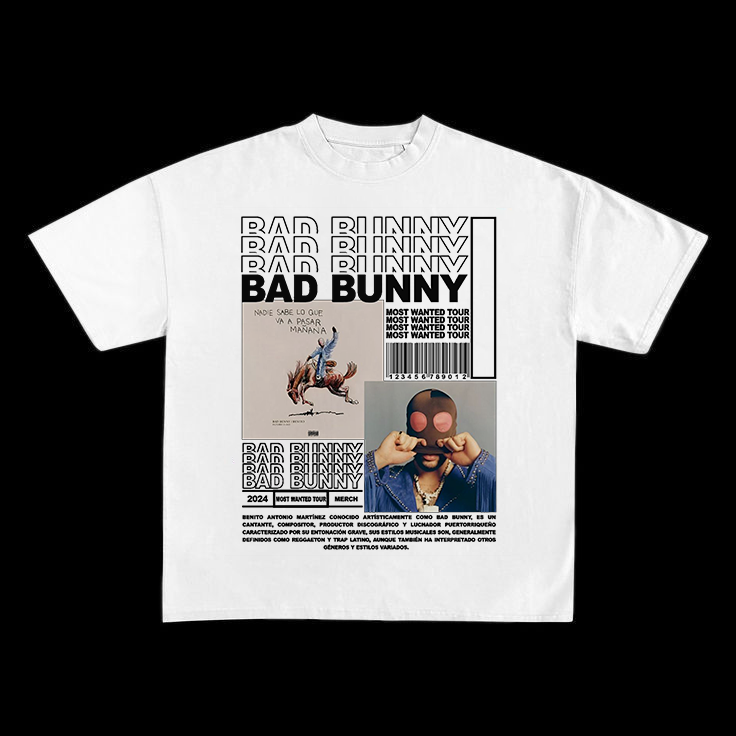 BAD BUNNY
BAD BUNNY
BAD BUNNY
BAD BUNNY
NADIE SABE LO QUE
VA A PASAR
MAÑANA
MOST WANTED TOUR
MOST WANTED TOUR
MOST WANTED TOUR
MOST WANTED TOUR
123456789012
BAD BUNNY
BAD BUNNY
BAD BUNNY
BAD BUNNY
2024 MOST WANTED TOUR MERCH
BENITO ANTONIO MARTÍNEZ CONOCIDO ARTÍSTICAMENTE COMO BAD BUNNY, ES UN
CANTANTE, COMPOSITOR, PRODUCTOR DISCOGRÁFICO Y LUCHADOR PUERTORRIQUEÑO
CARACTERIZADO POR SU ENTONACIÓN GRAVE, SUS ESTILOS MUSICALES SON, GENERALMENTE
DEFINIDOS COMO REGGAETON Y TRAP LATINO, AUNQUE TAMBIÉN HA INTERPRETADO OTROS
GÉNEROS Y ESTILOS VARIADOS.